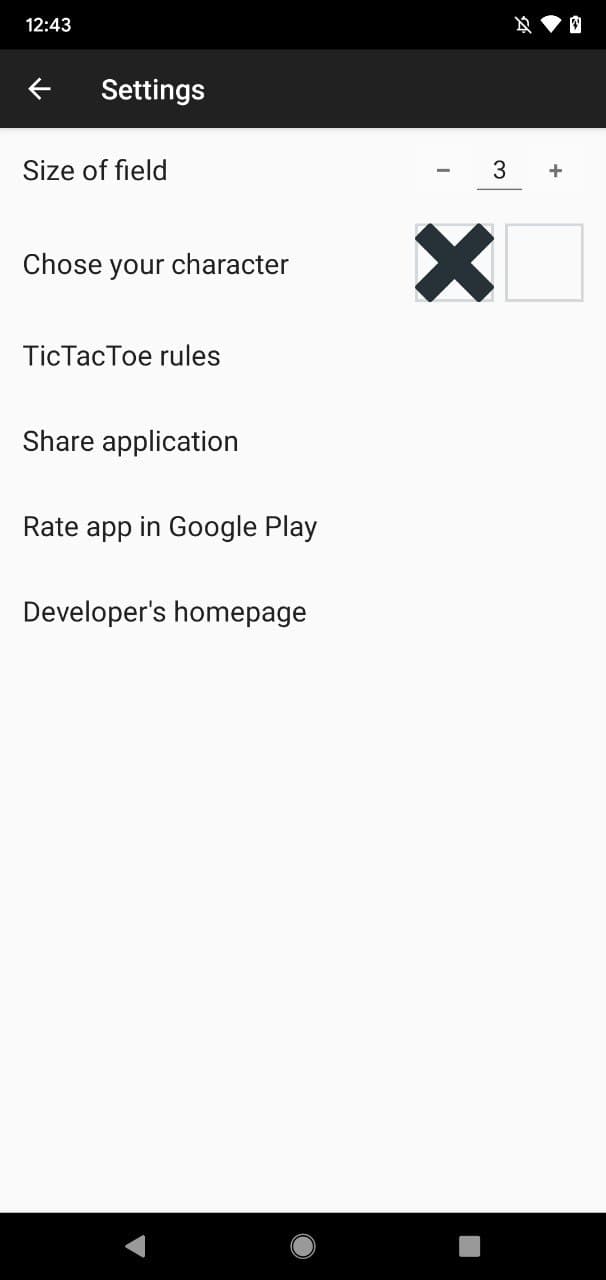 12:43
Settings
Size of field − 3 +
Chose your character
TicTacToe rules
Share application
Rate app in Google Play
Developer's homepage